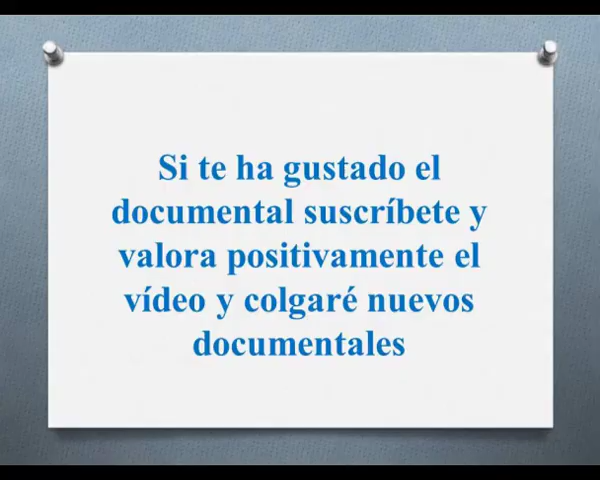 Si te ha gustado el
documental suscríbete y
valora positivamente el
vídeo y colgaré nuevos
documentales